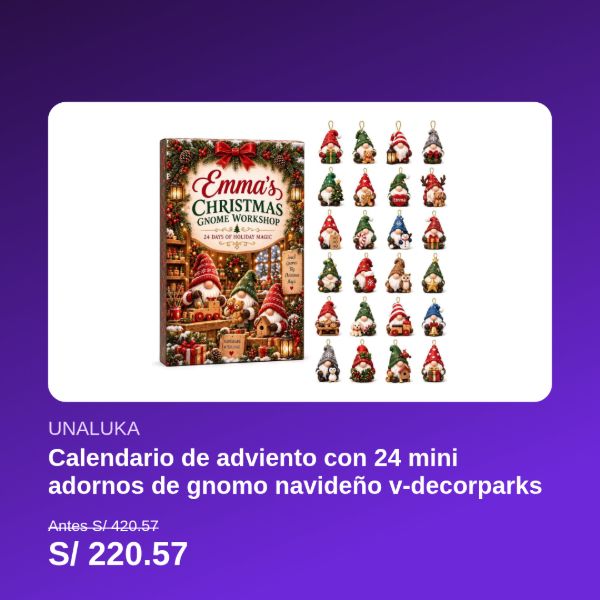 Emma's
CHRISTMAS
GNOME WORKSHOP
24 DAYS OF HOLIDAY MAGIC
Emma
UNALUKA
Calendario de adviento con 24 mini
adornos de gnomo navideño v-decorparks
Antes S/ 420.57
S/ 220.57